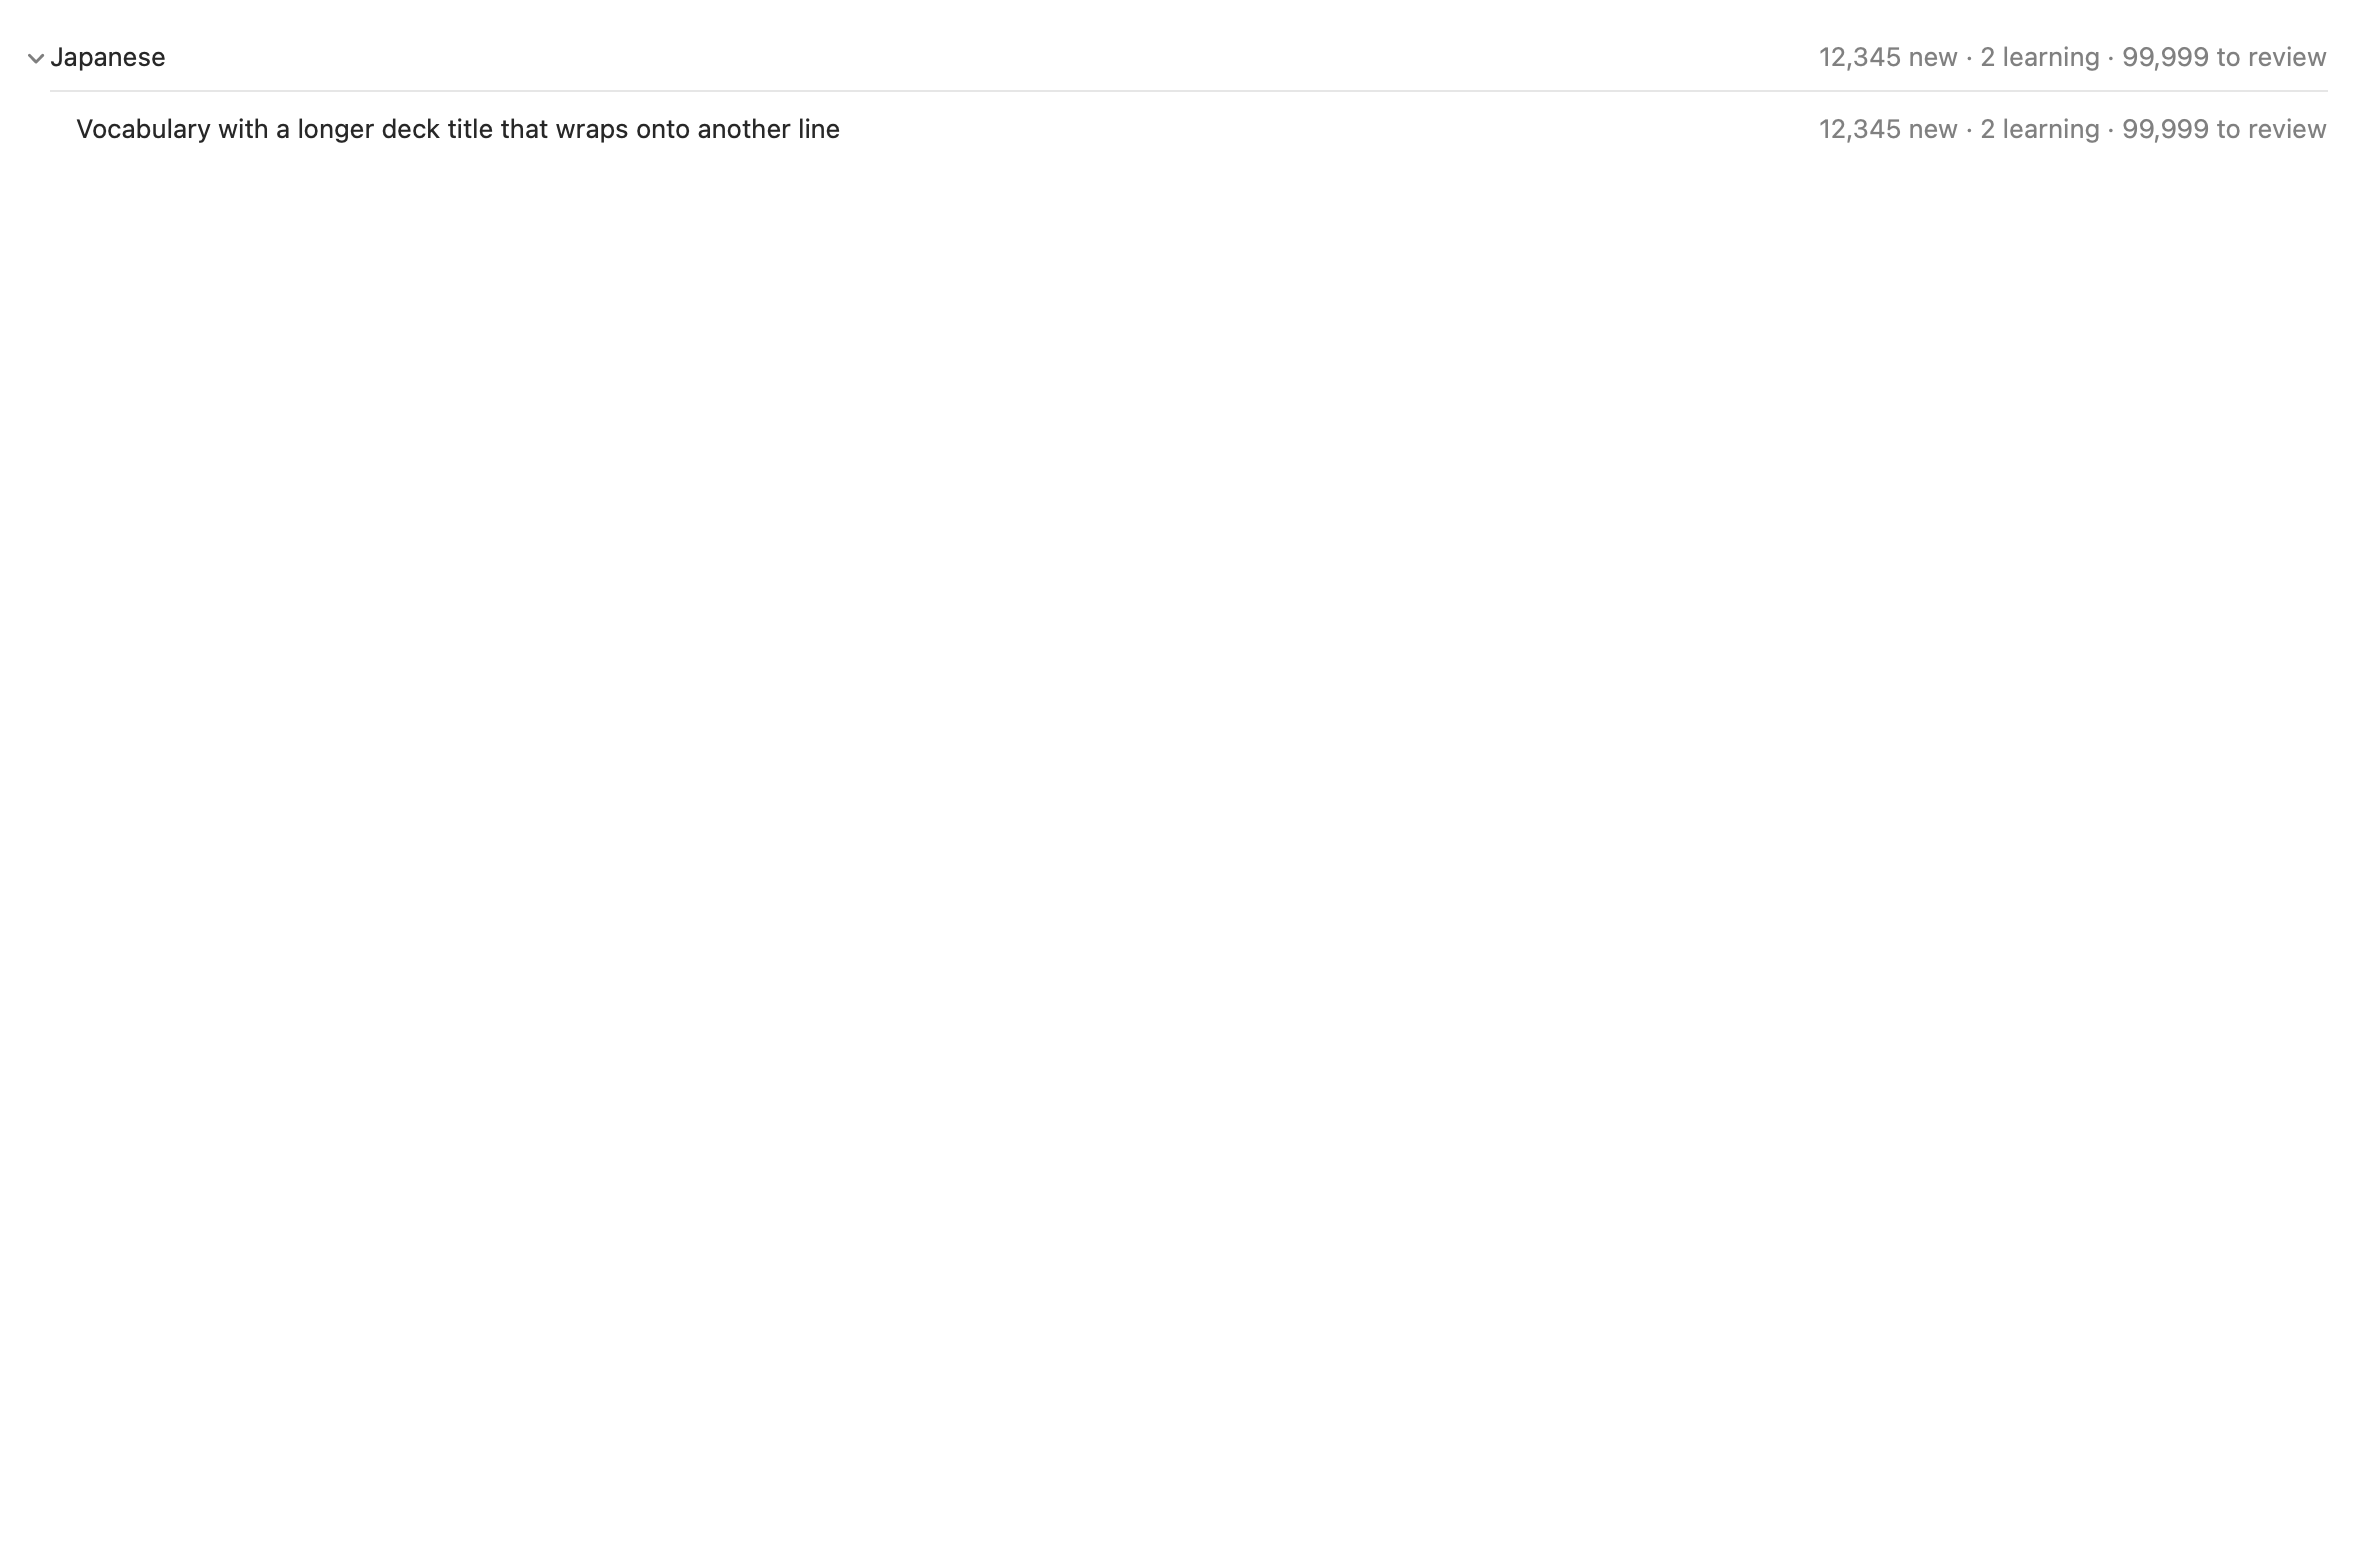 Japanese 12,345 new · 2 learning · 99,999 to review
Vocabulary with a longer deck title that wraps onto another line 12,345 new · 2 learning · 99,999 to review